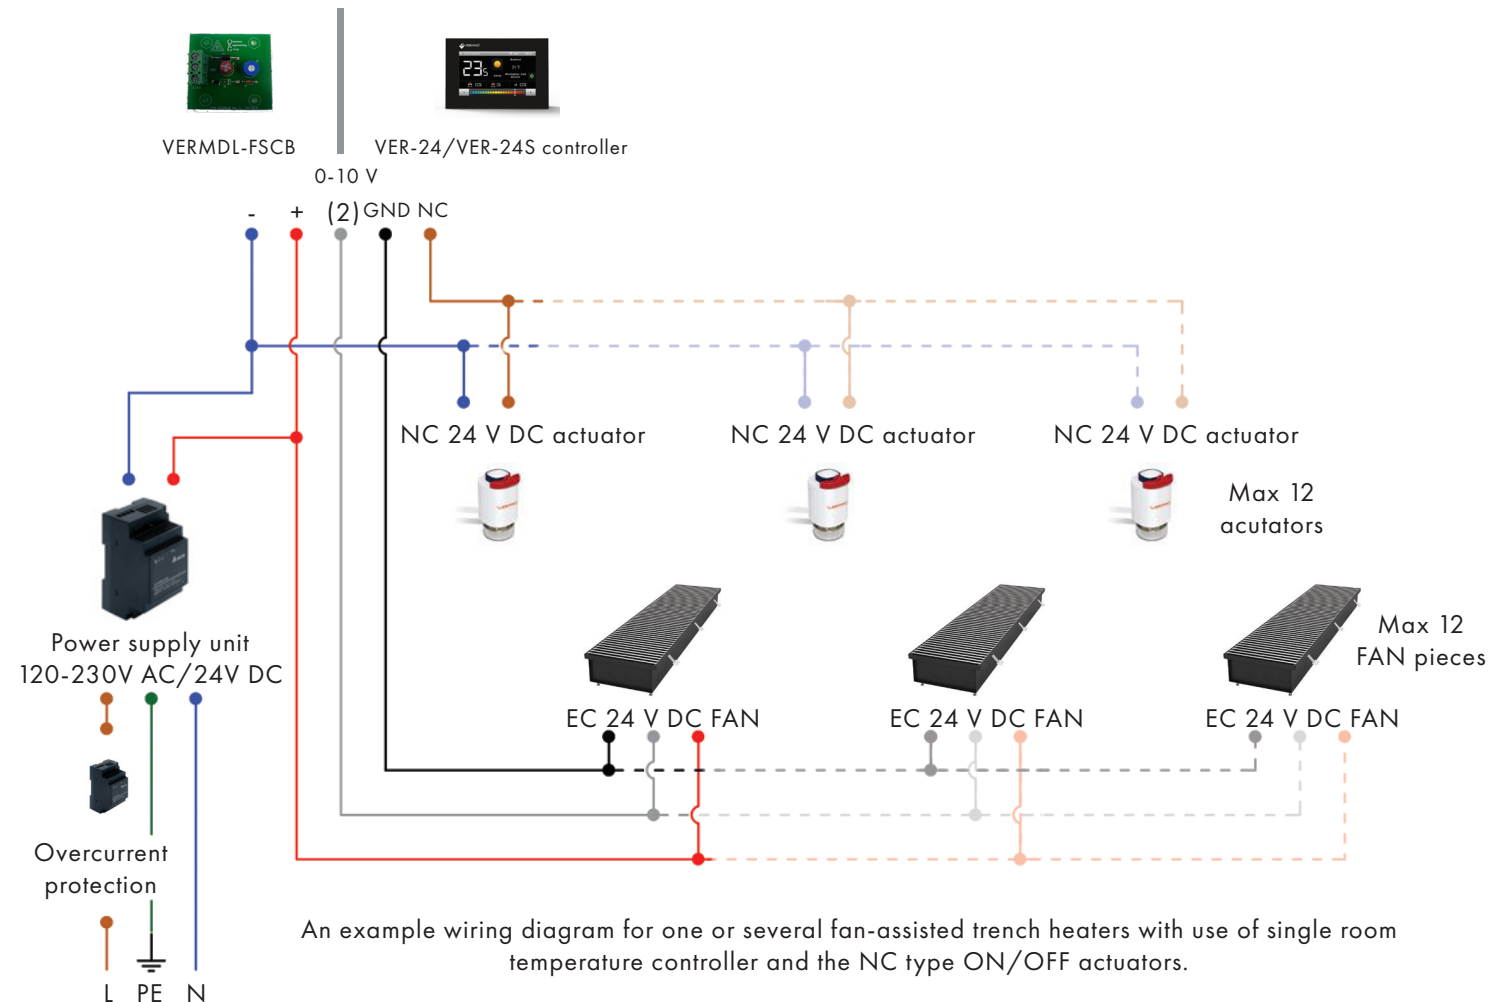 VERMDL-FSCB
VER-24/VER-24S controller
0-10 V
- + (2) GND NC
NC 24 V DC actuator
NC 24 V DC actuator
NC 24 V DC actuator
Max 12
acutators
Power supply unit
120-230V AC/24V DC
Max 12
FAN pieces
EC 24 V DC FAN
EC 24 V DC FAN
EC 24 V DC FAN
Overcurrent
protection
An example wiring diagram for one or several fan-assisted trench heaters with use of single room
temperature controller and the NC type ON/OFF actuators.
L PE N